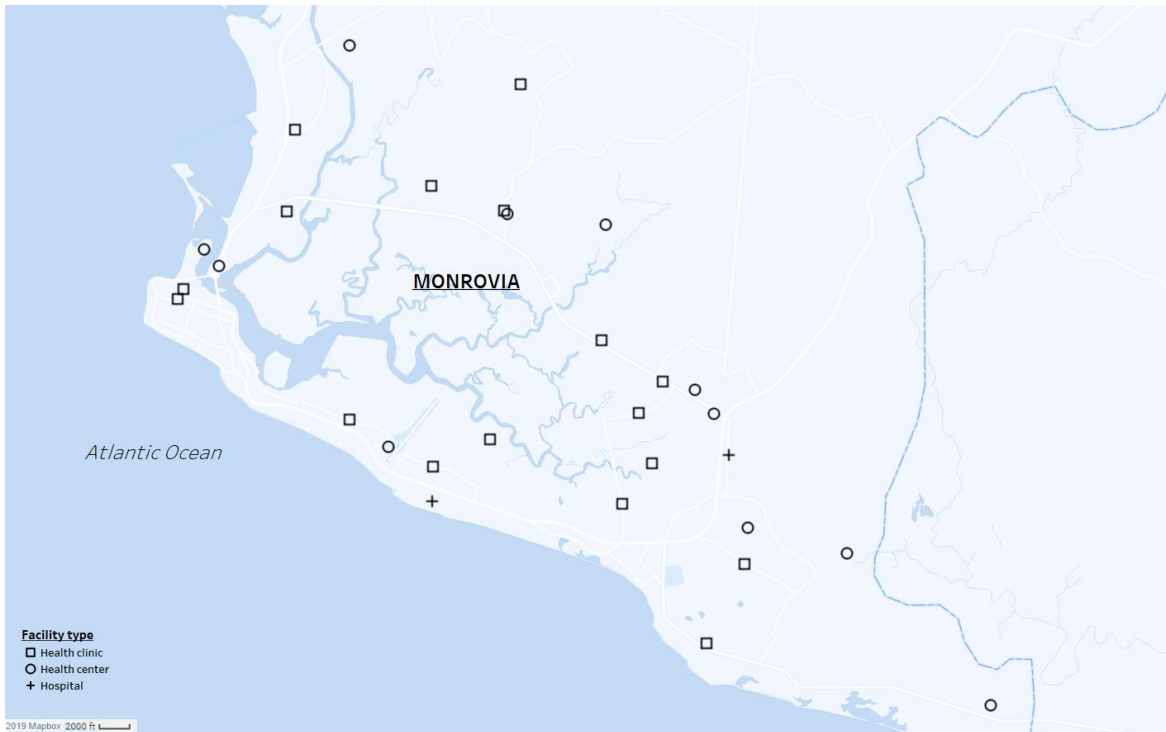 MONROVIA
Atlantic Ocean
Facility type
Health clinic
Health center
Hospital
2019 Mapbox 2000 ft